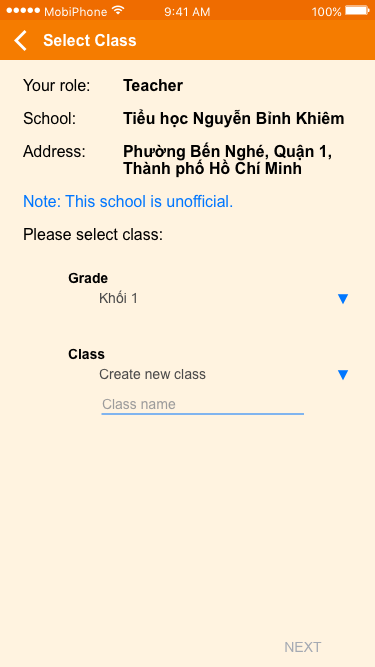 MobiPhone 9:41 AM 100%
Select Class
Your role: Teacher
School: Tiểu học Nguyễn Bỉnh Khiêm
Address: Phường Bến Nghé, Quận 1,
Thành phố Hồ Chí Minh
Note: This school is unofficial.
Please select class:
Grade
Khối 1
Class
Create new class
Class name
NEXT